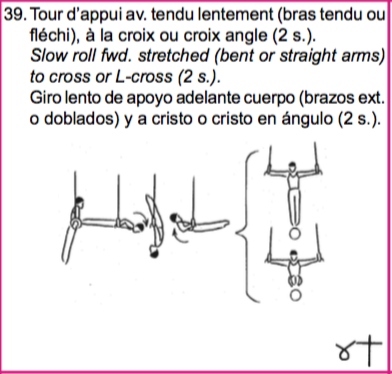 39. Tour d'appui av. tendu lentement (bras tendu ou
fléchi), à la croix ou croix angle (2 s.).
Slow roll fwd. stretched (bent or straight arms)
to cross or L-cross (2 s.).
Giro lento de apoyo adelante cuerpo (brazos ext.
o doblados) y a cristo o cristo en ángulo (2 s.).